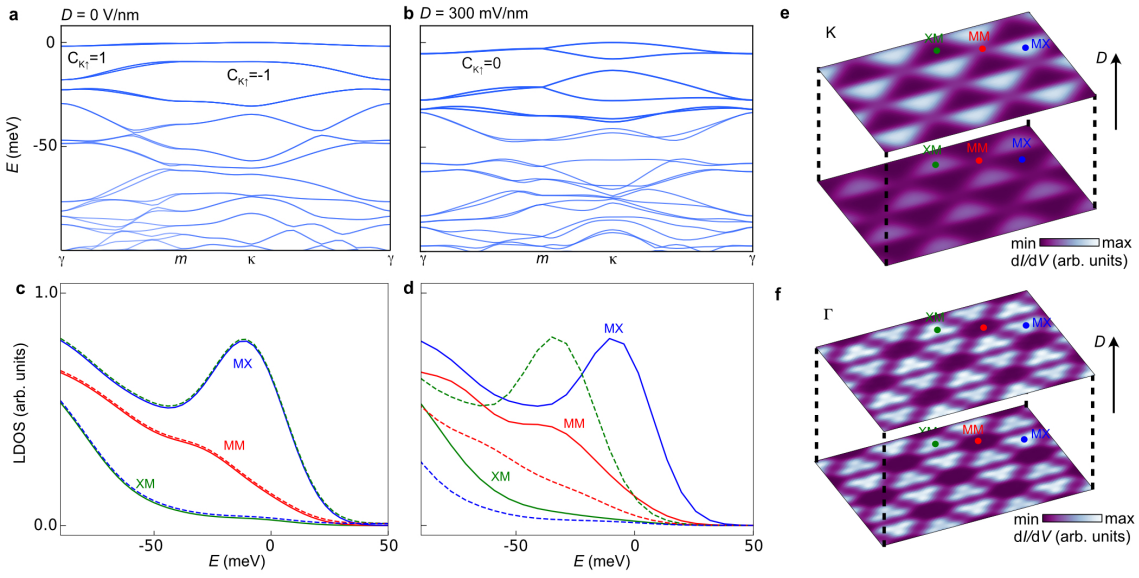 a
D = 0 V/nm
b
D = 300 mV/nm
e
0
-50
-100
E (meV)
C_K↑=1
C_K↑=-1
C_K↑=0
γ
m
κ
γ
γ
m
κ
γ
K
XM
MM
MX
XM
MM
MX
D
min
max
dI/dV (arb. units)
c
d
f
1.0
0.0
LDOS (arb. units)
MX
MM
XM
MX
MM
XM
-50
0
50
-50
0
50
E (meV)
E (meV)
Γ
XM
MX
XM
MM
MX
D
min
max
dI/dV (arb. units)